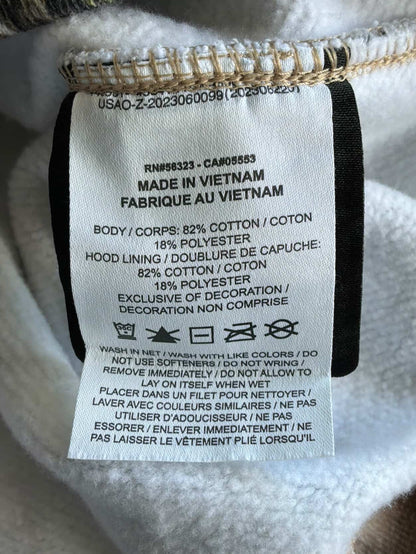 USAO-Z-2023060099(20230622S)
RN#56323 - CA#05553
MADE IN VIETNAM
FABRIQUE AU VIETNAM
BODY / CORPS: 82% COTTON / COTON
18% POLYESTER
HOOD LINING / DOUBLURE DE CAPUCHE:
82% COTTON / COTON
18% POLYESTER
EXCLUSIVE OF DECORATION /
DECORATION NON COMPRISE
WASH IN NET / WASH WITH LIKE COLORS / DO
NOT USE SOFTENERS / DO NOT WRING /
REMOVE IMMEDIATELY / DO NOT ALLOW TO
LAY ON ITSELF WHEN WET
PLACER DANS UN FILET POUR NETTOYER /
LAVER AVEC COULEURS SIMILAIRES / NE PAS
UTILISER D'ADOUCISSEUR / NE PAS
ESSORER / ENLEVER IMMEDIATEMENT / NE
PAS LAISSER LE VÊTEMENT PLIÉ LORSQU'IL